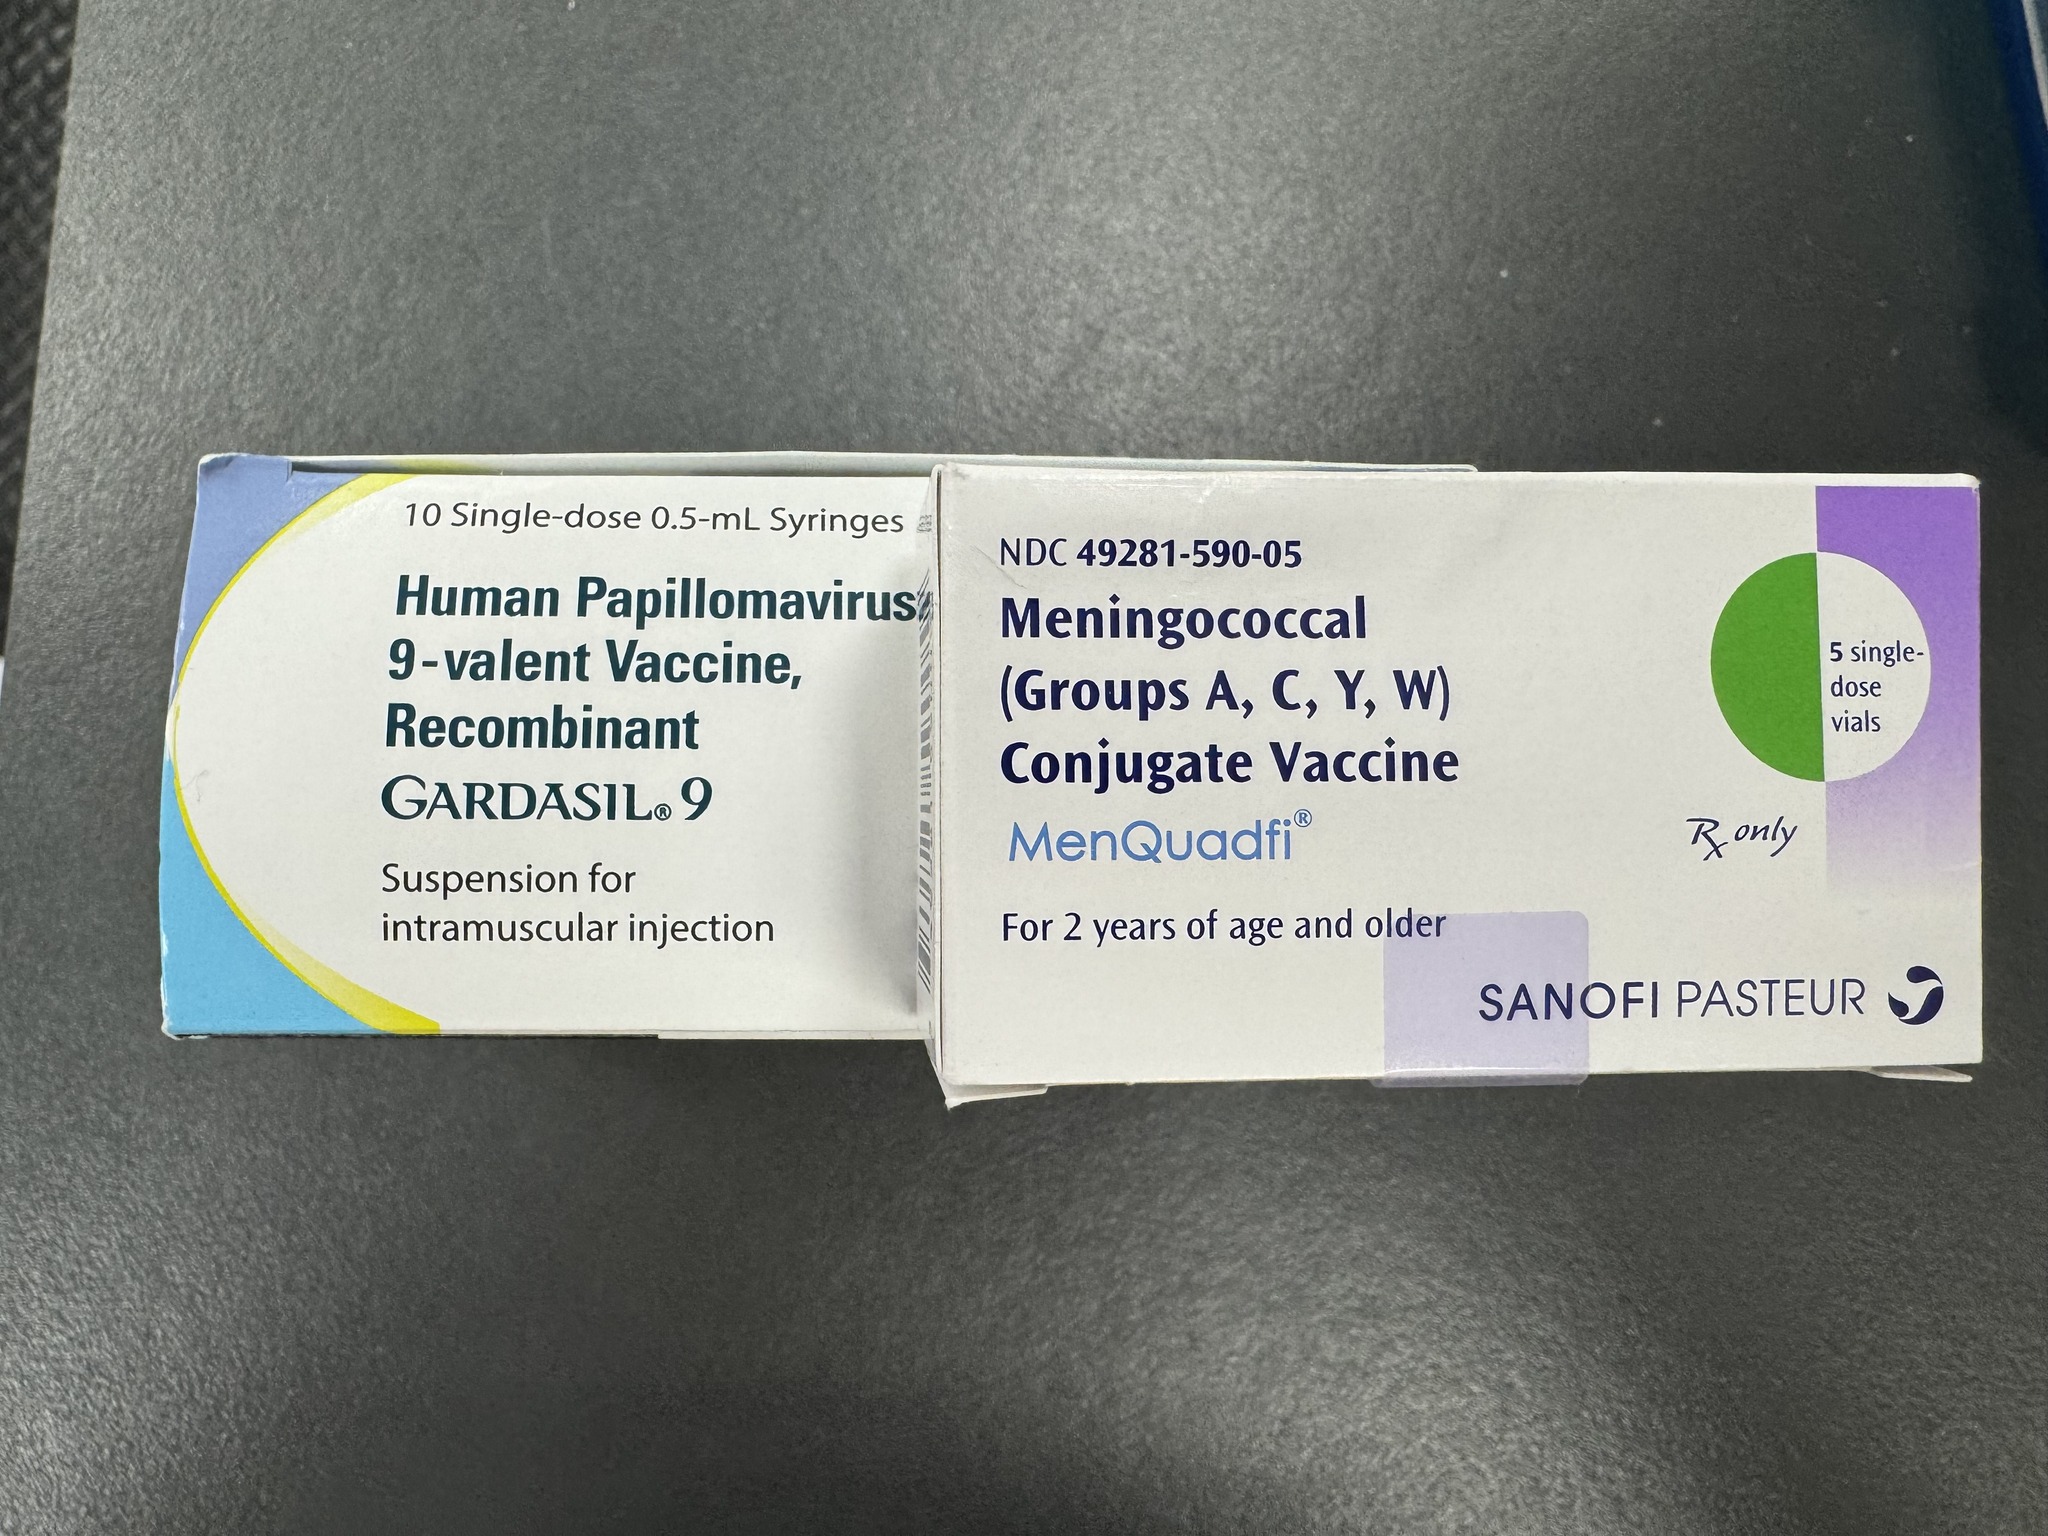 10 Single-dose 0.5-mL Syringes
Human Papillomavirus
9-valent Vaccine,
Recombinant
GARDASIL® 9
Suspension for
intramuscular injection
NDC 49281-590-05
Meningococcal
(Groups A, C, Y, W)
Conjugate Vaccine
MenQuadfi®
For 2 years of age and older
5 single-
dose
vials
Rx only
SANOFI PASTEUR